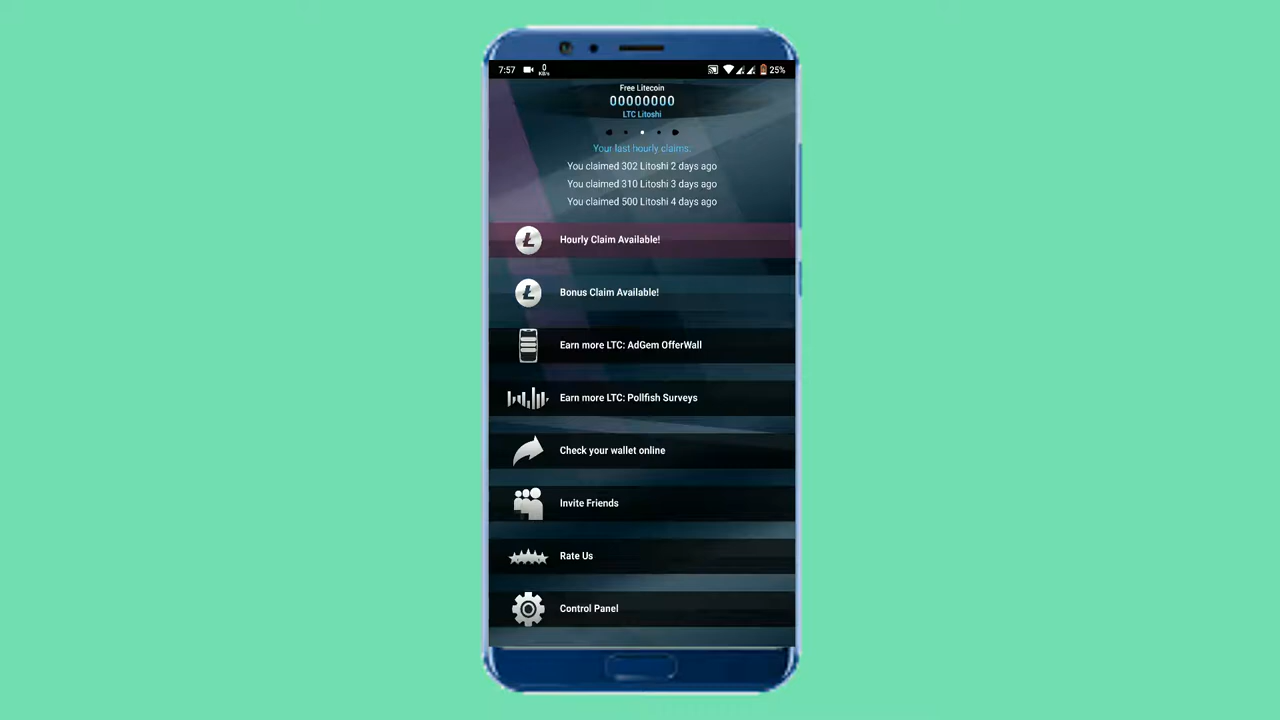 7:57
0
KB/s
25%
Free Litecoin
00000000
LTC Litoshi
Your last hourly claims:
You claimed 302 Litoshi 2 days ago
You claimed 310 Litoshi 3 days ago
You claimed 500 Litoshi 4 days ago
Hourly Claim Available!
Bonus Claim Available!
Earn more LTC: AdGem OfferWall
Earn more LTC: Pollfish Surveys
Check your wallet online
Invite Friends
Rate Us
Control Panel